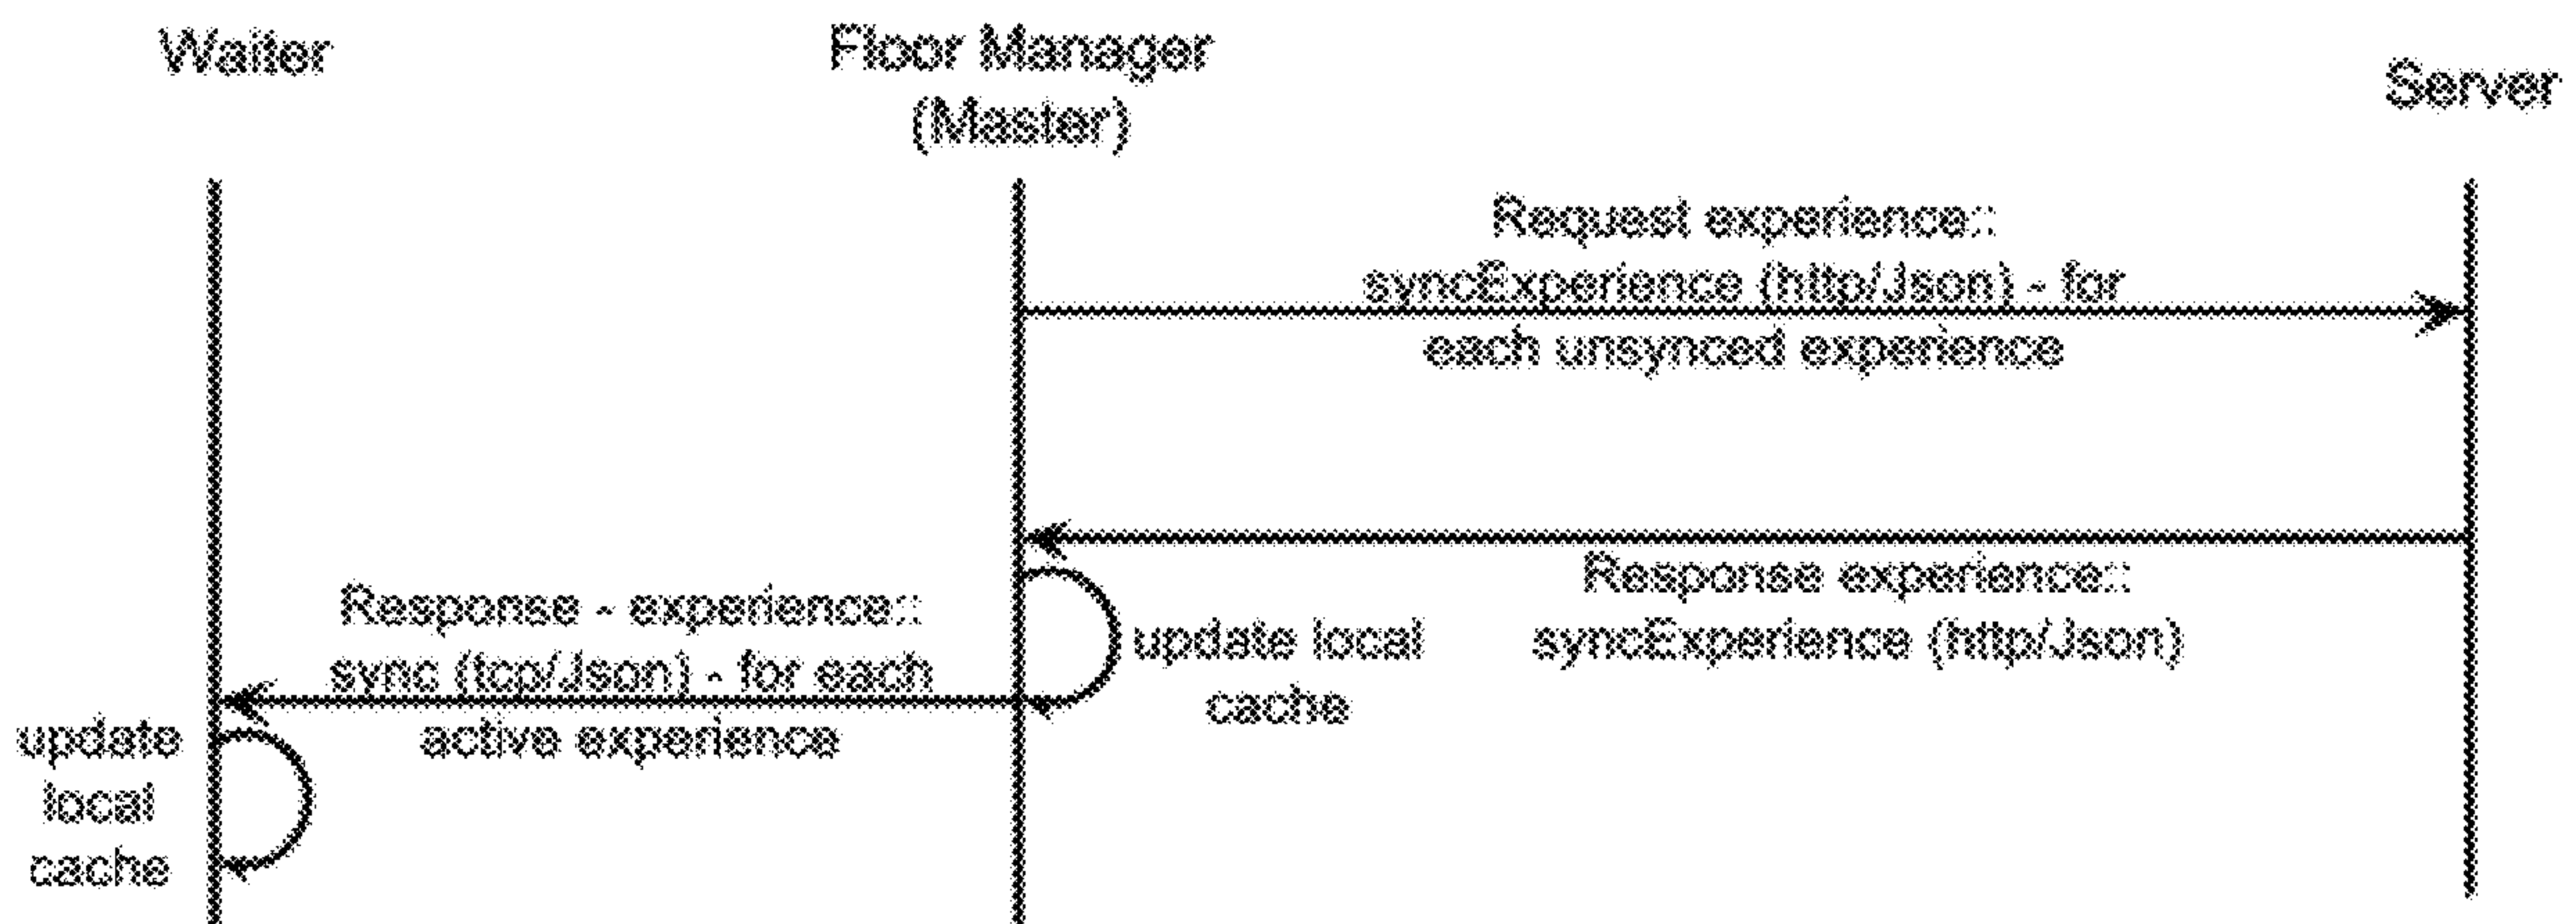 Waiter
Floor Manager
(Master)
Server
Request experience::
syncExperience (http/Json) - for
each unsynced experience
Response experience::
syncExperience (http/Json)
update local
cache
Response - experience::
sync (tcp/Json) - for each
active experience
update
local
cache